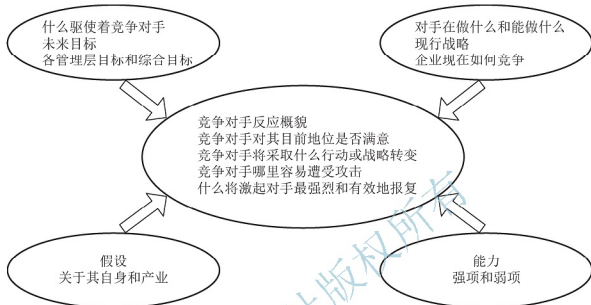 什么驱使着竞争对手
未来目标
各管理层目标和综合目标
对手在做什么和能做什么
现行战略
企业现在如何竞争
竞争对手反应概貌
竞争对手对其目前地位是否满意
竞争对手将采取什么行动或战略转变
竞争对手哪里容易遭受攻击
什么将激起对手最强烈和有效地报复
假设
关于其自身和产业
能力
强项和弱项
版权所有